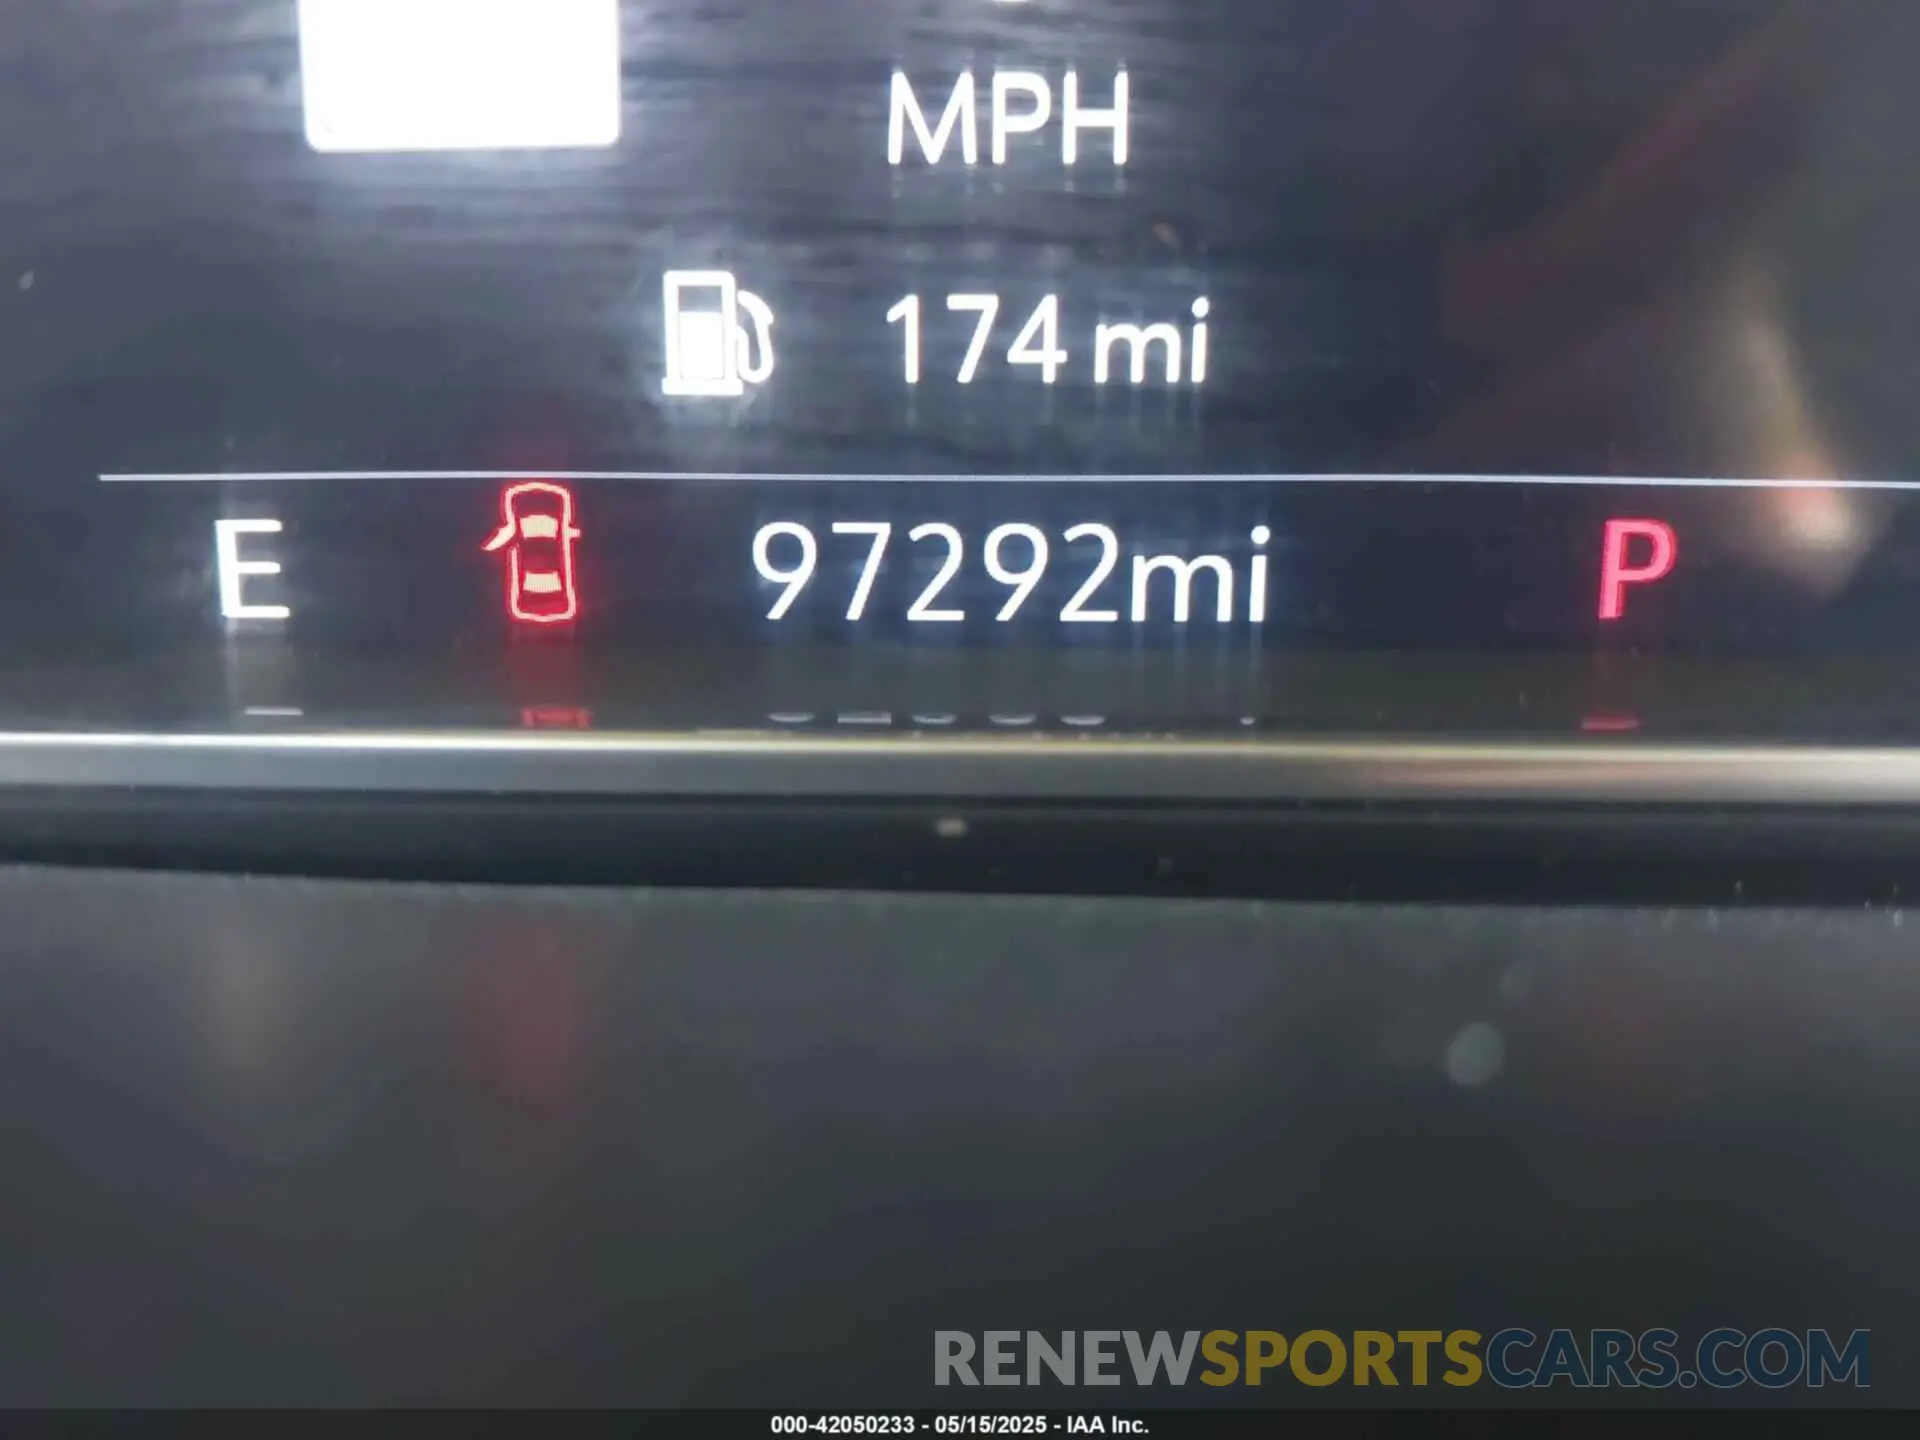 MPH
174 mi
E 97292mi P
RENEWSPORTSCARS.COM
000-42050233 - 05/15/2025 - IAA Inc.